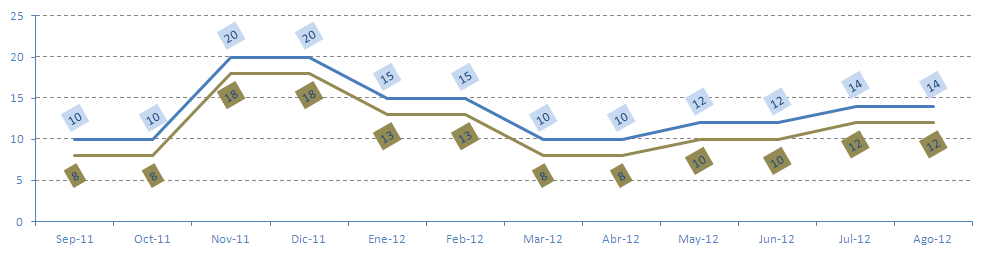 25
20
15
10
5
0
10 10 20 20 15 15 10 10 12 12 14 14
8 8 18 18 13 13 8 8 10 10 12 12
Sep-11 Oct-11 Nov-11 Dic-11 Ene-12 Feb-12 Mar-12 Abr-12 May-12 Jun-12 Jul-12 Ago-12